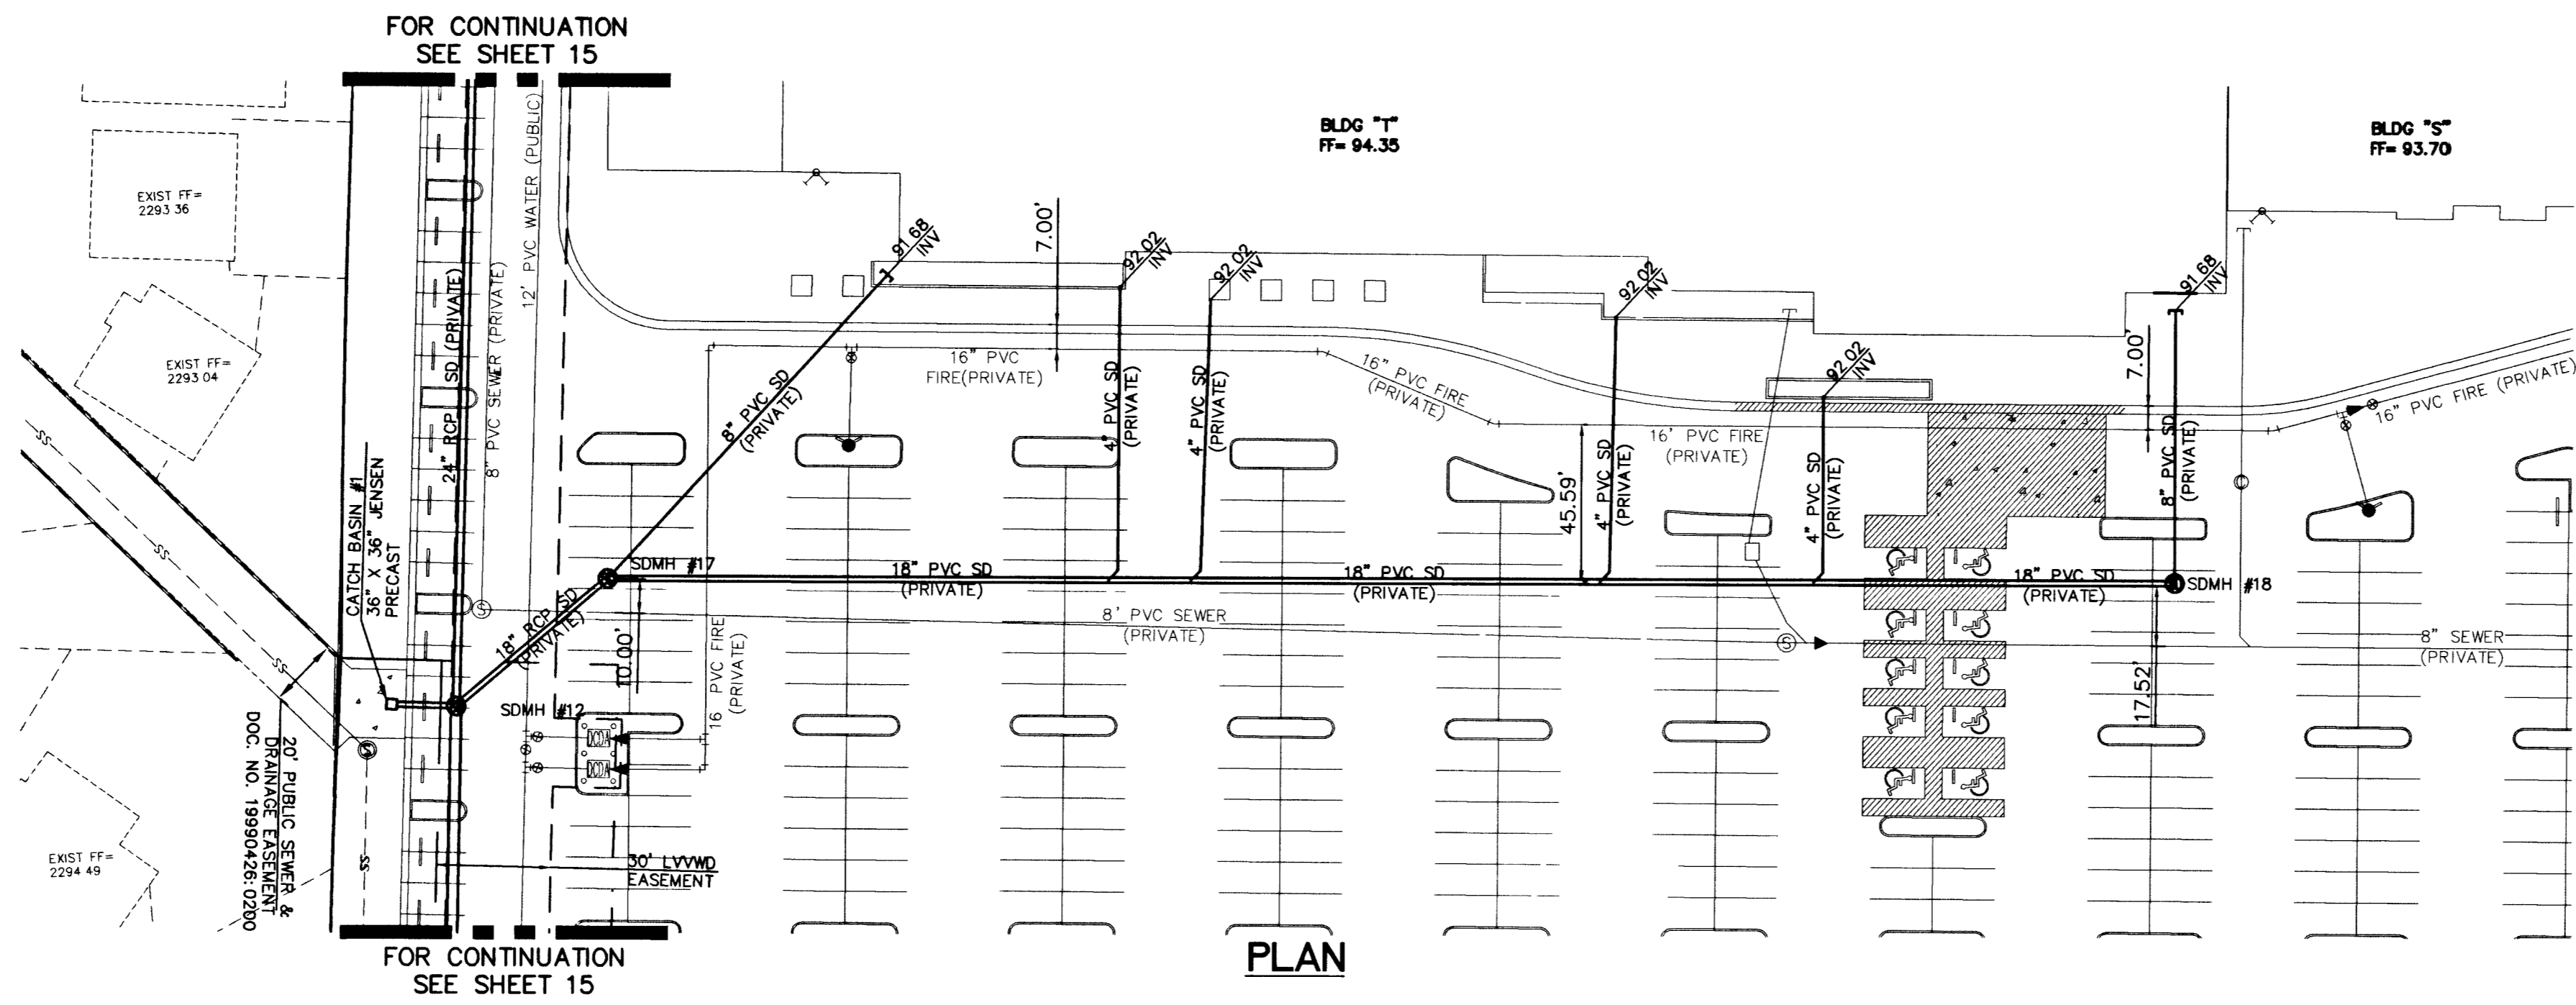 FOR CONTINUATION
SEE SHEET 15
BLDG "T"
FF= 94.35
BLDG "S"
FF= 93.70
EXIST FF=
2293 36
EXIST FF=
2293 04
EXIST FF=
2294 49
24" RCP SD (PRIVATE)
8" PVC SEWER (PRIVATE)
12' PVC WATER (PUBLIC)
7.00'
91 68
INV
92 02
INV
92 02
INV
92 02
INV
92 02
INV
91 68
INV
7.00'
16" PVC
FIRE(PRIVATE)
16" PVC FIRE
(PRIVATE)
16' PVC FIRE
(PRIVATE)
16" PVC FIRE (PRIVATE)
8" PVC SD
(PRIVATE)
4" PVC SD
(PRIVATE)
4" PVC SD
(PRIVATE)
4" PVC SD
(PRIVATE)
4" PVC SD
(PRIVATE)
8" PVC SD
(PRIVATE)
45.59'
CATCH BASIN #1
36" X 36" JENSEN
PRECAST
SS
SS
SS
SS
SDMH #17
18" PVC SD
(PRIVATE)
18" PVC SD
(PRIVATE)
18" PVC SD
(PRIVATE)
SDMH #18
18" RCP SD
(PRIVATE)
10.00'
16 PVC FIRE
(PRIVATE)
S
8' PVC SEWER
(PRIVATE)
S
8" SEWER
(PRIVATE)
17.52'
SDMH #12
DCDA
DCDA
S
20' PUBLIC SEWER &
DRAINAGE EASEMENT
DOC. NO. 19990426:02000
30' LVVWD
EASEMENT
FOR CONTINUATION
SEE SHEET 15
PLAN